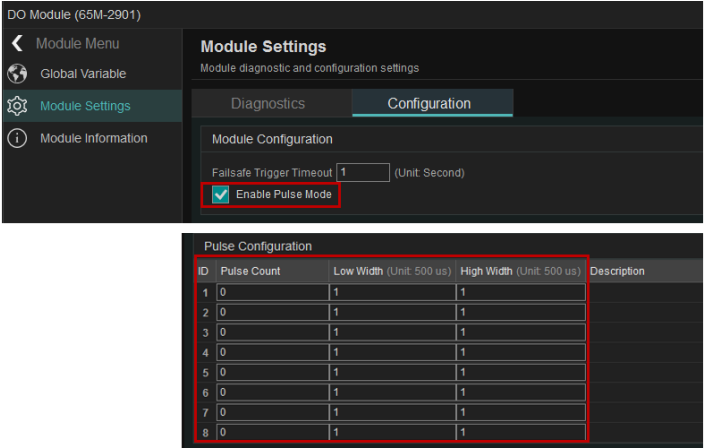 DO Module (65M-2901)
Module Menu
Global Variable
Module Settings
Module Information
Module Settings
Module diagnostic and configuration settings
Diagnostics Configuration
Module Configuration
Failsafe Trigger Timeout 1 (Unit: Second)
Enable Pulse Mode
Pulse Configuration
ID Pulse Count Low Width (Unit: 500 us) High Width (Unit: 500 us) Description
1 0 1 1
2 0 1 1
3 0 1 1
4 0 1 1
5 0 1 1
6 0 1 1
7 0 1 1
8 0 1 1